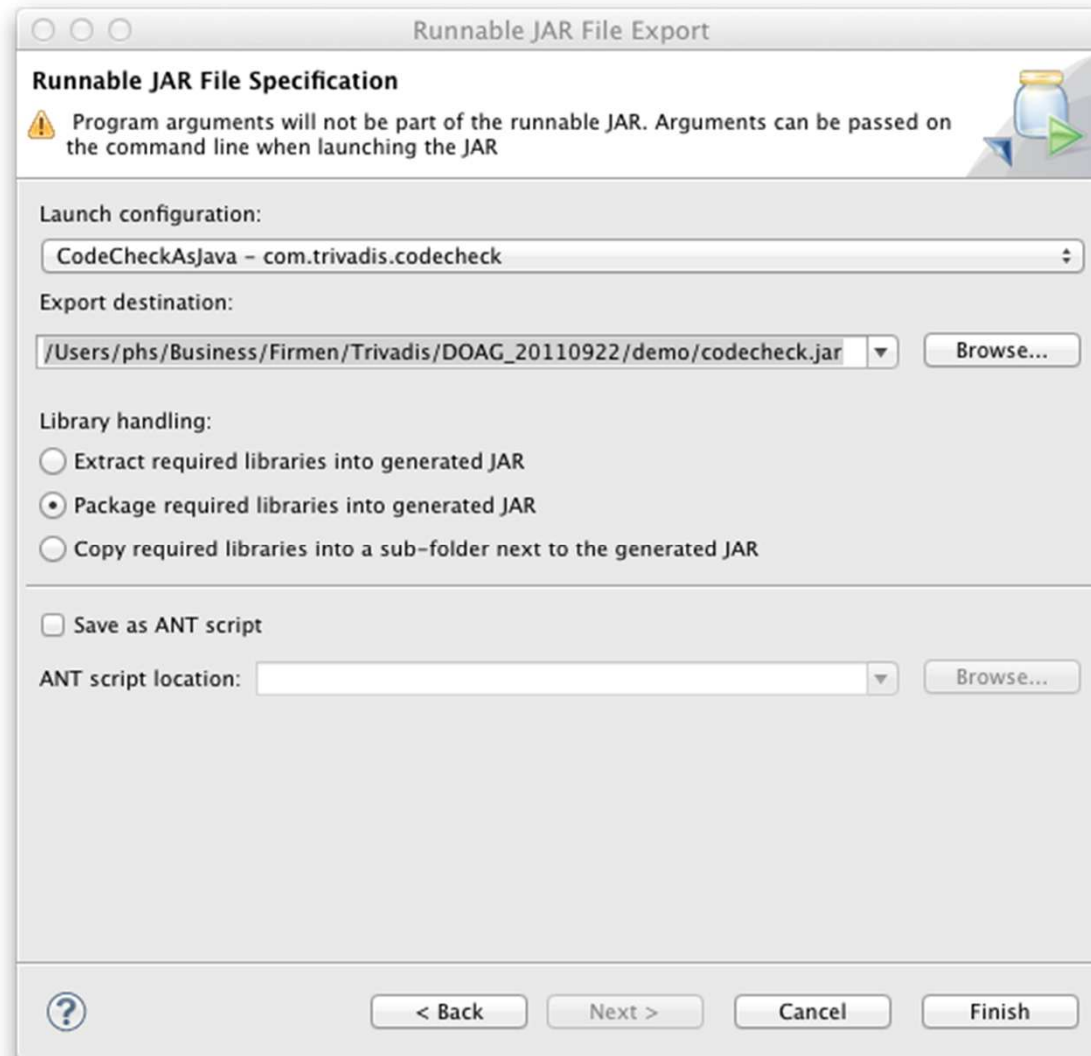 Runnable JAR File Export
Runnable JAR File Specification
Program arguments will not be part of the runnable JAR. Arguments can be passed on
the command line when launching the JAR
Launch configuration:
CodeCheckAsJava – com.trivadis.codecheck
Export destination:
/Users/phs/Business/Firmen/Trivadis/DOAG_20110922/demo/codecheck.jar
Browse...
Library handling:
Extract required libraries into generated JAR
Package required libraries into generated JAR
Copy required libraries into a sub-folder next to the generated JAR
Save as ANT script
ANT script location:
Browse...
?
< Back
Next >
Cancel
Finish